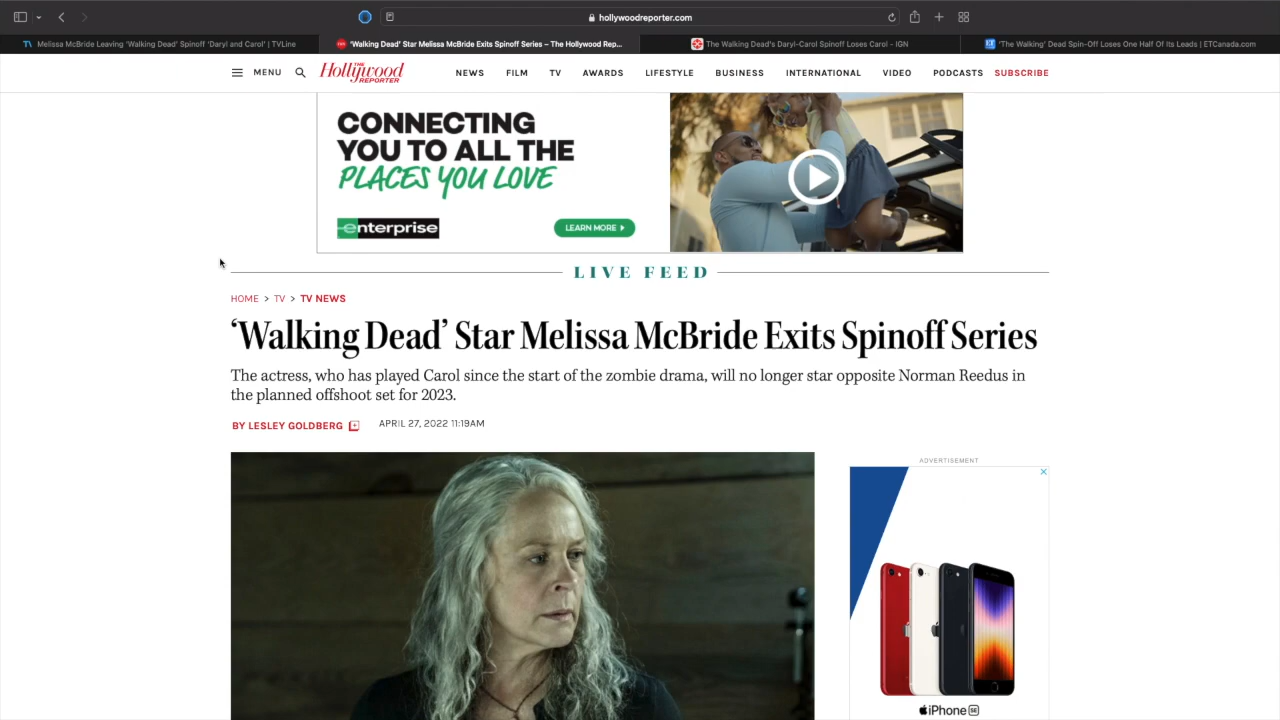 hollywoodreporter.com
Melissa McBride Leaving 'Walking Dead' Spinoff 'Daryl and Carol' | TVLine
'Walking Dead' Star Melissa McBride Exits Spinoff Series – The Hollywood Rep...
The Walking Dead's Daryl-Carol Spinoff Loses Carol - IGN
ET
'The Walking' Dead Spin-Off Loses One Half Of Its Leads | ETCanada.com
MENU
THE
Hollywood
REPORTER
NEWS
FILM
TV
AWARDS
LIFESTYLE
BUSINESS
INTERNATIONAL
VIDEO
PODCASTS
SUBSCRIBE
CONNECTING
YOU TO ALL THE
PLACES YOU LOVE
enterprise
LEARN MORE
LIVE FEED
HOME > TV > TV NEWS
‘Walking Dead’ Star Melissa McBride Exits Spinoff Series
The actress, who has played Carol since the start of the zombie drama, will no longer star opposite Norman Reedus in
the planned offshoot set for 2023.
BY LESLEY GOLDBERG
APRIL 27, 2022 11:19AM
ADVERTISEMENT
iPhone SE